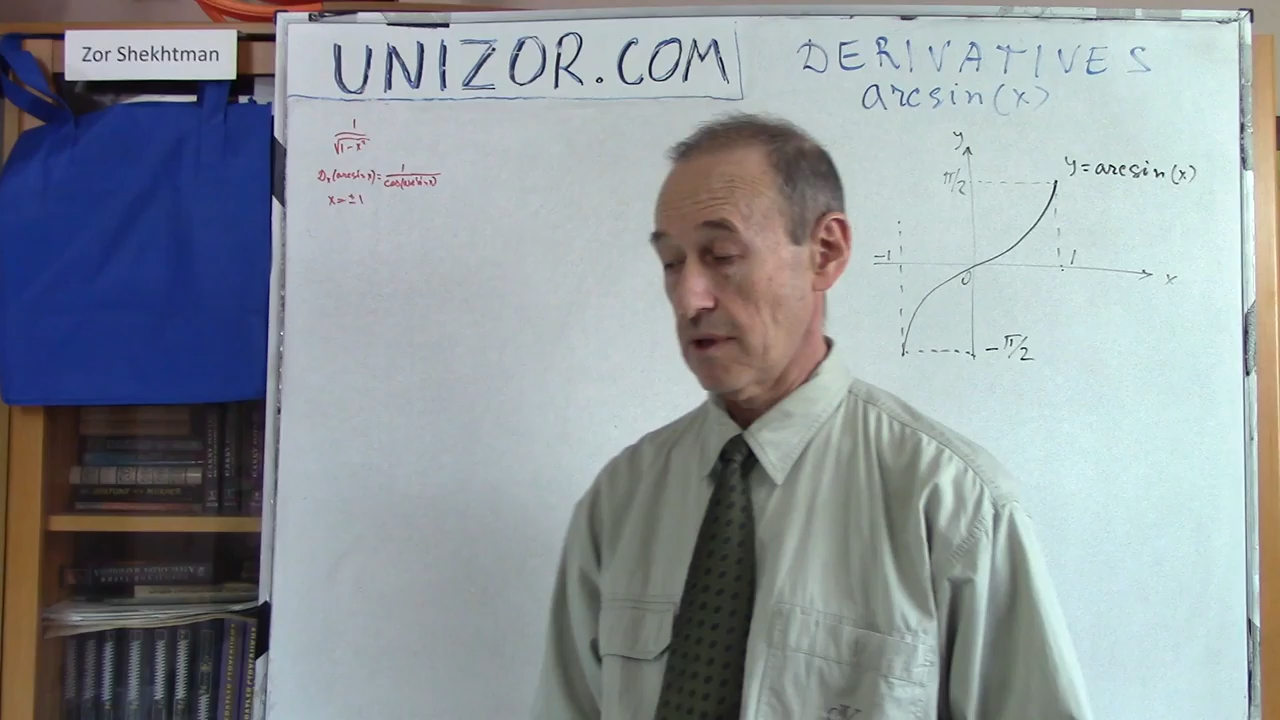 Zor Shekhtman
UNIZOR.COM
DERIVATIVES
arcsin(x)
1
√1-x²
Dx(arcsin x)= 1
cos(arcsin x)
x=±1
y
π/2
y=arcsin(x)
-1
0
1
x
-π/2